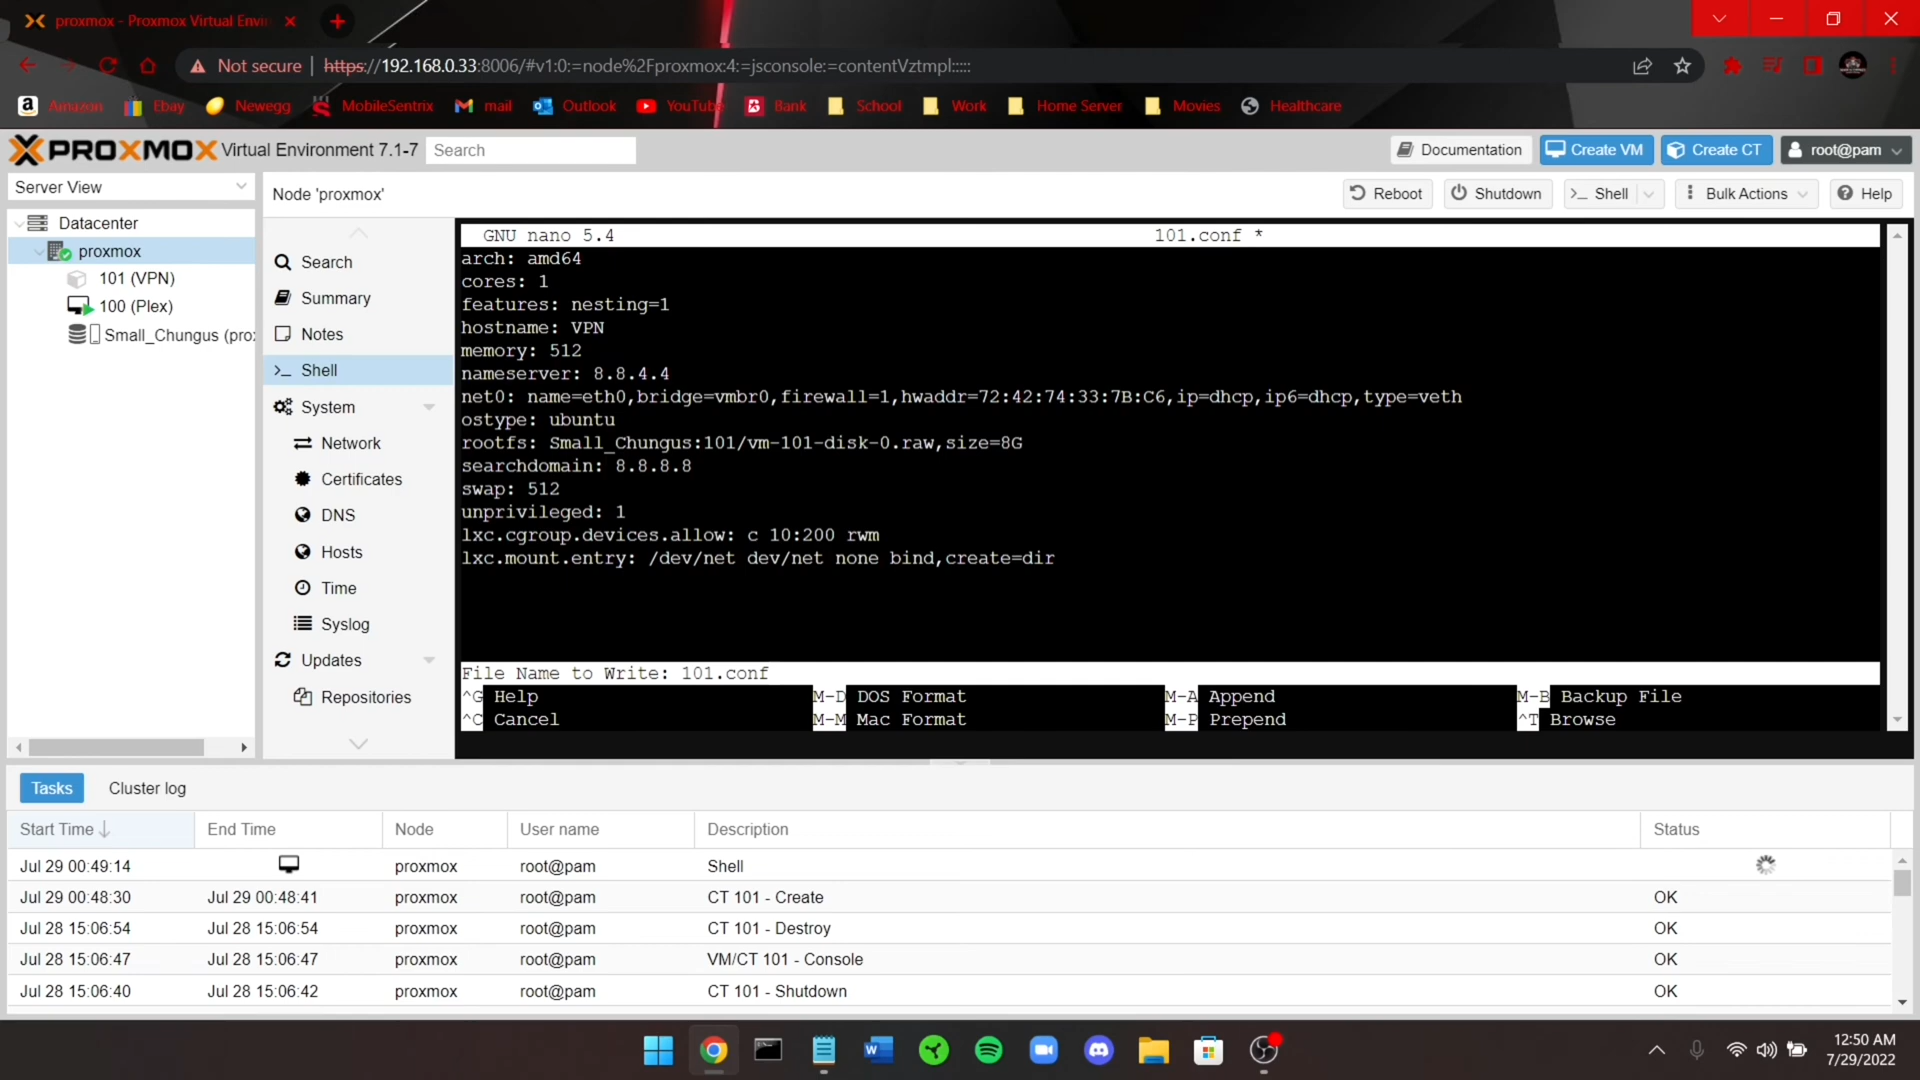 proxmox - Proxmox Virtual Envir
Not secure | https://192.168.0.33:8006/#v1:0:=node%2Fproxmox:4:=jsconsole:=contentVztmpl:::::
Amazon Ebay Newegg MobileSentrix mail Outlook YouTube Bank School Work Home Server Movies Healthcare
PROXMOX Virtual Environment 7.1-7 Search Documentation Create VM Create CT root@pam
Server View
Node 'proxmox' Reboot Shutdown >_ Shell Bulk Actions Help
Datacenter
proxmox
101 (VPN)
100 (Plex)
Small_Chungus (pro
Search
Summary
Notes
>_ Shell
System
Network
Certificates
DNS
Hosts
Time
Syslog
Updates
Repositories
GNU nano 5.4 101.conf *
arch: amd64
cores: 1
features: nesting=1
hostname: VPN
memory: 512
nameserver: 8.8.4.4
net0: name=eth0,bridge=vmbr0,firewall=1,hwaddr=72:42:74:33:7B:C6,ip=dhcp,ip6=dhcp,type=veth
ostype: ubuntu
rootfs: Small_Chungus:101/vm-101-disk-0.raw,size=8G
searchdomain: 8.8.8.8
swap: 512
unprivileged: 1
lxc.cgroup.devices.allow: c 10:200 rwm
lxc.mount.entry: /dev/net dev/net none bind,create=dir
File Name to Write: 101.conf
^G Help M-D DOS Format M-A Append M-B Backup File
^C Cancel M-M Mac Format M-P Prepend ^T Browse
Tasks Cluster log
Start Time End Time Node User name Description Status
Jul 29 00:49:14 proxmox root@pam Shell
Jul 29 00:48:30 Jul 29 00:48:41 proxmox root@pam CT 101 - Create OK
Jul 28 15:06:54 Jul 28 15:06:54 proxmox root@pam CT 101 - Destroy OK
Jul 28 15:06:47 Jul 28 15:06:47 proxmox root@pam VM/CT 101 - Console OK
Jul 28 15:06:40 Jul 28 15:06:42 proxmox root@pam CT 101 - Shutdown OK
12:50 AM
7/29/2022